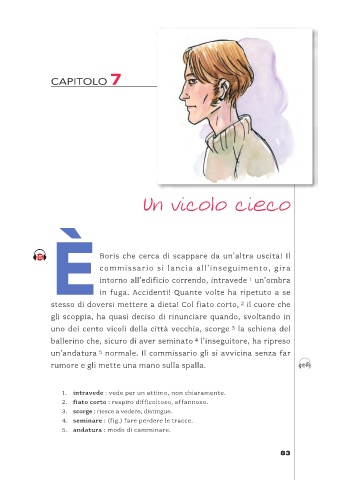 CAPITOLO 7
Un vicolo cieco
È Boris che cerca di scappare da un'altra uscita! Il
commissario si lancia all'inseguimento, gira
intorno all'edificio correndo, intravede 1 un'ombra
in fuga. Accidenti! Quante volte ha ripetuto a se
stesso di doversi mettere a dieta! Col fiato corto, 2 il cuore che
gli scoppia, ha quasi deciso di rinunciare quando, svoltando in
uno dei cento vicoli della città vecchia, scorge 3 la schiena del
ballerino che, sicuro di aver seminato 4 l'inseguitore, ha ripreso
un'andatura 5 normale. Il commissario gli si avvicina senza far
rumore e gli mette una mano sulla spalla.
1. intravede : vede per un attimo, non chiaramente.
2. fiato corto : respiro difficoltoso, affannoso.
3. scorge : riesce a vedere, distingue.
4. seminare : (fig.) fare perdere le tracce.
5. andatura : modo di camminare.
83